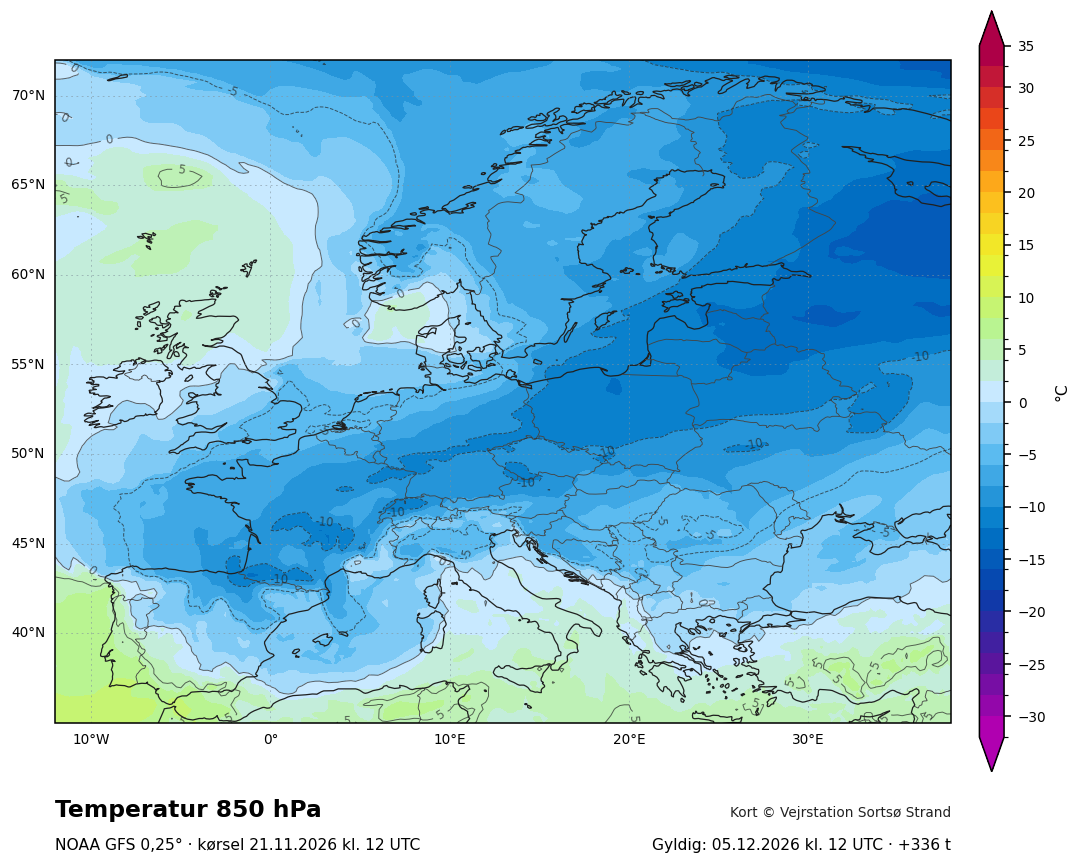 70°N
65°N
60°N
55°N
50°N
45°N
40°N
10°W
0°
10°E
20°E
30°E
35
30
25
20
15
10
5
0
−5
−10
−15
−20
−25
−30
°C
Temperatur 850 hPa
Kort © Vejrstation Sortsø Strand
NOAA GFS 0,25° · kørsel 21.11.2026 kl. 12 UTC
Gyldig: 05.12.2026 kl. 12 UTC · +336 t